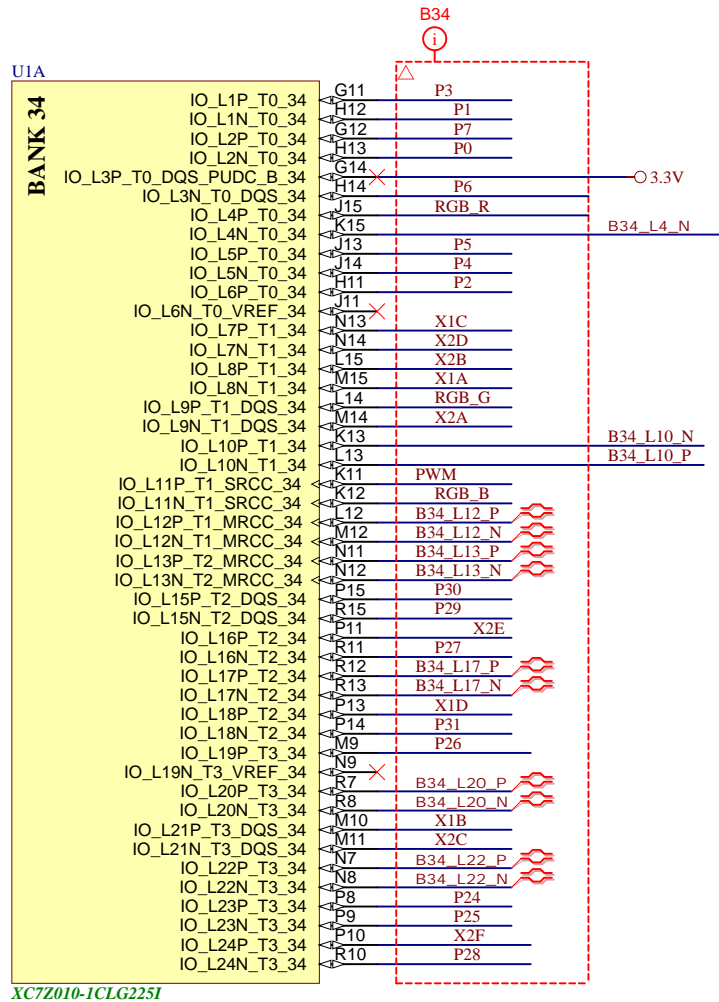 B34
i
U1A
BANK 34
IO_L1P_T0_34 G11 P3
IO_L1N_T0_34 H12 P1
IO_L2P_T0_34 G12 P7
IO_L2N_T0_34 H13 P0
IO_L3P_T0_DQS_PUDC_B_34 G14 3.3V
IO_L3N_T0_DQS_34 H14 P6
IO_L4P_T0_34 J15 RGB_R
IO_L4N_T0_34 K15 B34_L4_N
IO_L5P_T0_34 J13 P5
IO_L5N_T0_34 J14 P4
IO_L6P_T0_34 H11 P2
IO_L6N_T0_VREF_34 J11
IO_L7P_T1_34 N13 X1C
IO_L7N_T1_34 N14 X2D
IO_L8P_T1_34 L15 X2B
IO_L8N_T1_34 M15 X1A
IO_L9P_T1_DQS_34 L14 RGB_G
IO_L9N_T1_DQS_34 M14 X2A
IO_L10P_T1_34 K13 B34_L10_N
IO_L10N_T1_34 L13 B34_L10_P
IO_L11P_T1_SRCC_34 K11 PWM
IO_L11N_T1_SRCC_34 K12 RGB_B
IO_L12P_T1_MRCC_34 L12 B34_L12_P
IO_L12N_T1_MRCC_34 M12 B34_L12_N
IO_L13P_T2_MRCC_34 N11 B34_L13_P
IO_L13N_T2_MRCC_34 N12 B34_L13_N
IO_L15P_T2_DQS_34 P15 P30
IO_L15N_T2_DQS_34 R15 P29
IO_L16P_T2_34 P11 X2E
IO_L16N_T2_34 R11 P27
IO_L17P_T2_34 R12 B34_L17_P
IO_L17N_T2_34 R13 B34_L17_N
IO_L18P_T2_34 P13 X1D
IO_L18N_T2_34 P14 P31
IO_L19P_T3_34 M9 P26
IO_L19N_T3_VREF_34 N9
IO_L20P_T3_34 R7 B34_L20_P
IO_L20N_T3_34 R8 B34_L20_N
IO_L21P_T3_DQS_34 M10 X1B
IO_L21N_T3_DQS_34 M11 X2C
IO_L22P_T3_34 N7 B34_L22_P
IO_L22N_T3_34 N8 B34_L22_N
IO_L23P_T3_34 P8 P24
IO_L23N_T3_34 P9 P25
IO_L24P_T3_34 P10 X2F
IO_L24N_T3_34 R10 P28
XC7Z010-1CLG225I